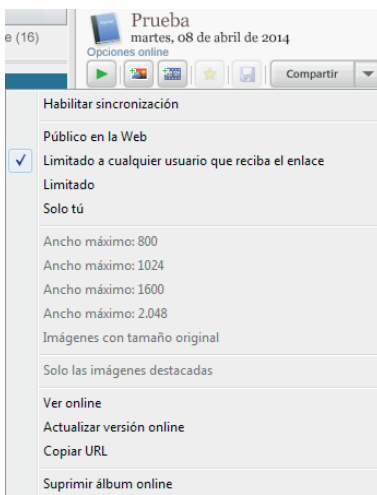 e (16)
Prueba
martes, 08 de abril de 2014
Opciones online
Compartir
Habilitar sincronización
Público en la Web
Limitado a cualquier usuario que reciba el enlace
Limitado
Solo tú
Ancho máximo: 800
Ancho máximo: 1024
Ancho máximo: 1600
Ancho máximo: 2.048
Imágenes con tamaño original
Solo las imágenes destacadas
Ver online
Actualizar versión online
Copiar URL
Suprimir álbum online